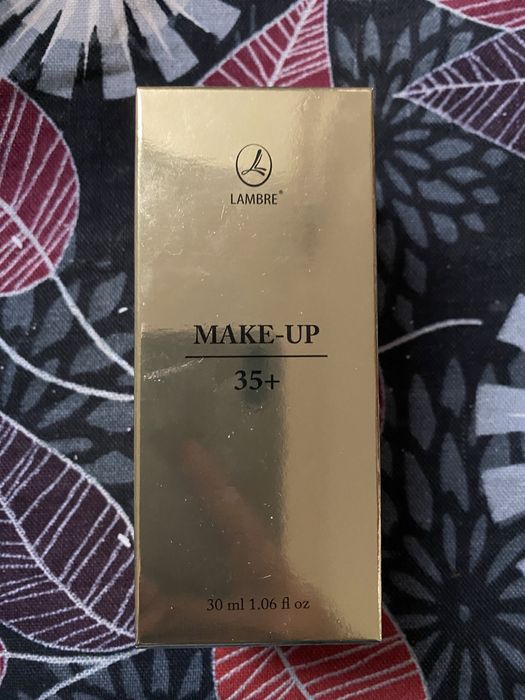 LAMBRE®
MAKE-UP
35+
30 ml 1.06 fl oz